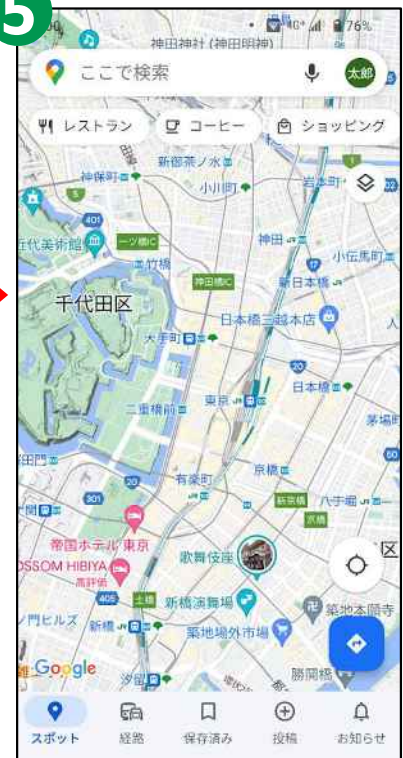 5
76%
神田神社 (神田明神)
ここで検索
太郎
レストラン
コーヒー
ショッピング
新御茶ノ水
神保町
小川町
岩本町
401
近代美術館
一ツ橋IC
竹橋
神田
小伝馬町
神田橋IC
新日本橋
千代田区
日本橋三越本店
大手町
二重橋前
東京
日本橋
茅場町
有楽町
京橋
新京橋
八丁堀
京橋
帝国ホテル 東京
OSSOM HIBIYA
高評価
歌舞伎座
405
土橋
新橋演舞場
築地本願寺
門ヒルズ
新橋
築地場外市場
Google
汐留
勝閧橋
スポット
経路
保存済み
投稿
お知らせ